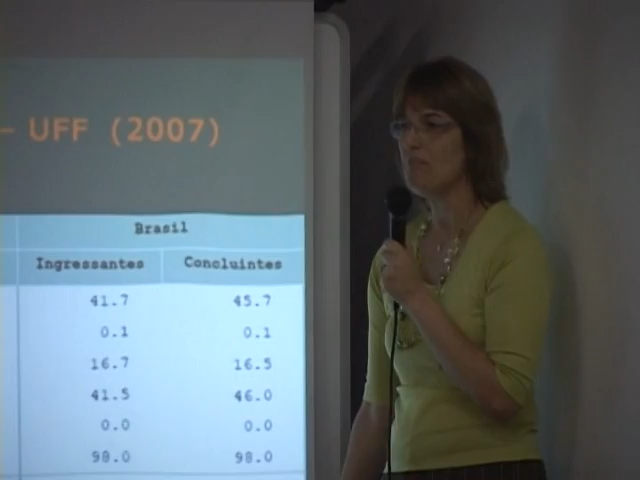 - UFF (2007)
Brasil
Ingressantes Concluintes
41.7 45.7
0.1 0.1
16.7 16.5
41.5 46.0
0.0 0.0
98.0 98.0